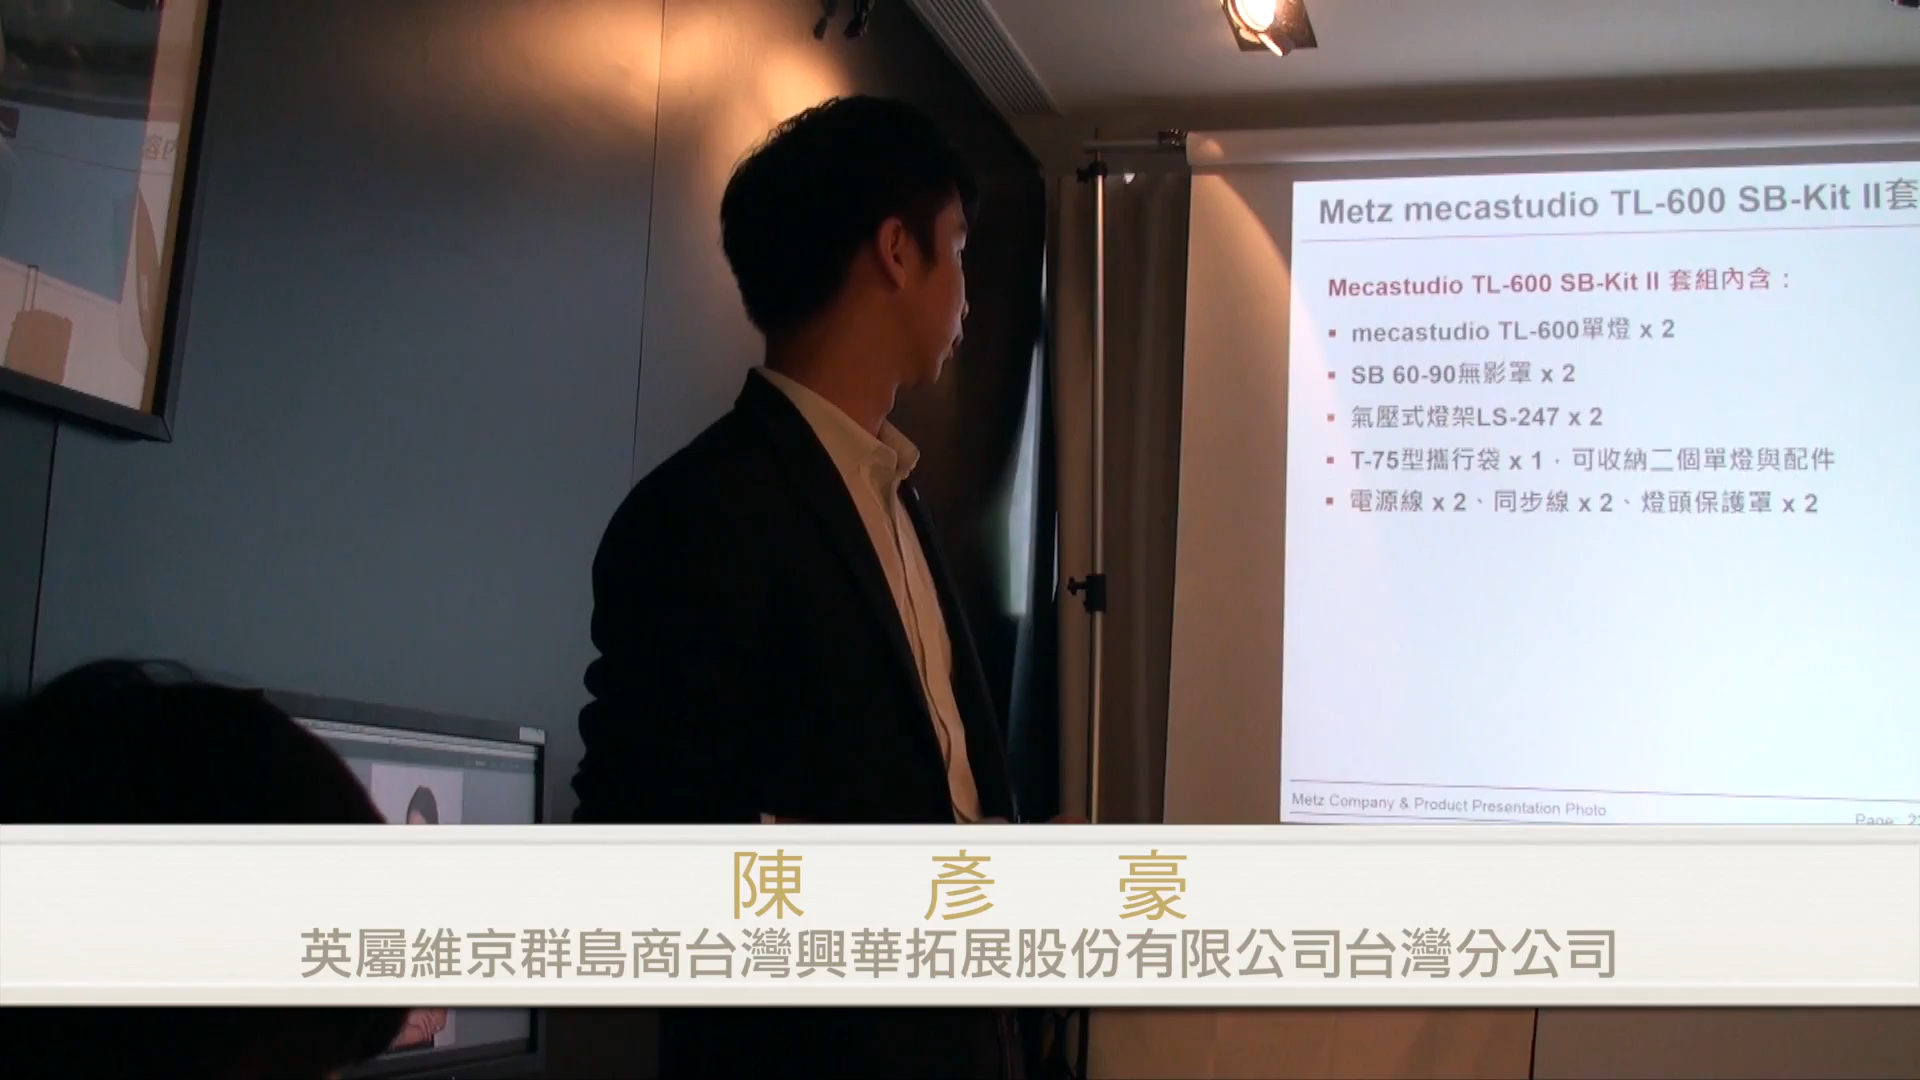 Metz mecastudio TL-600 SB-Kit II套
Mecastudio TL-600 SB-Kit II 套組內含：
▪ mecastudio TL-600單燈 x 2
▪ SB 60-90無影罩 x 2
▪ 氣壓式燈架LS-247 x 2
▪ T-75型攜行袋 x 1，可收納二個單燈與配件
▪ 電源線 x 2、同步線 x 2、燈頭保護罩 x 2
Metz Company & Product Presentation Photo
Page:
陳 彥 豪
英屬維京群島商台灣興華拓展股份有限公司台灣分公司